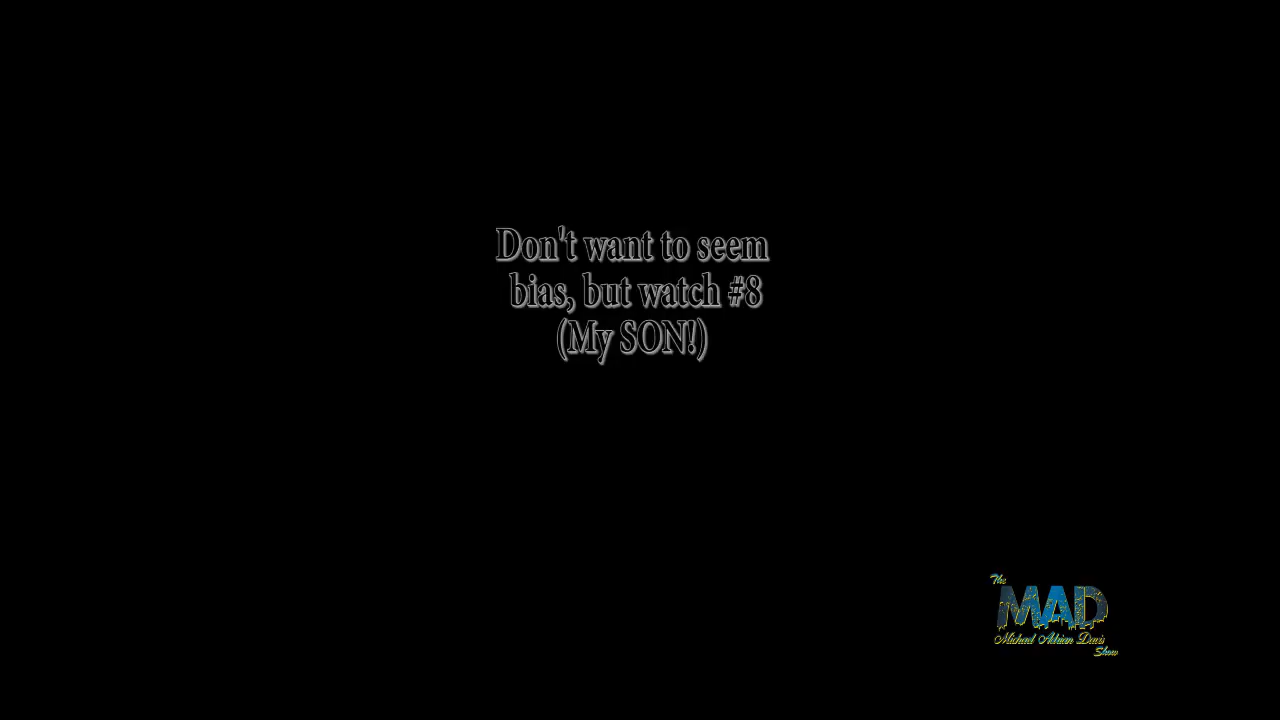 Don't want to seem
bias, but watch #8
(My SON!)
The
MAD
Michael Adrian Davis
Show